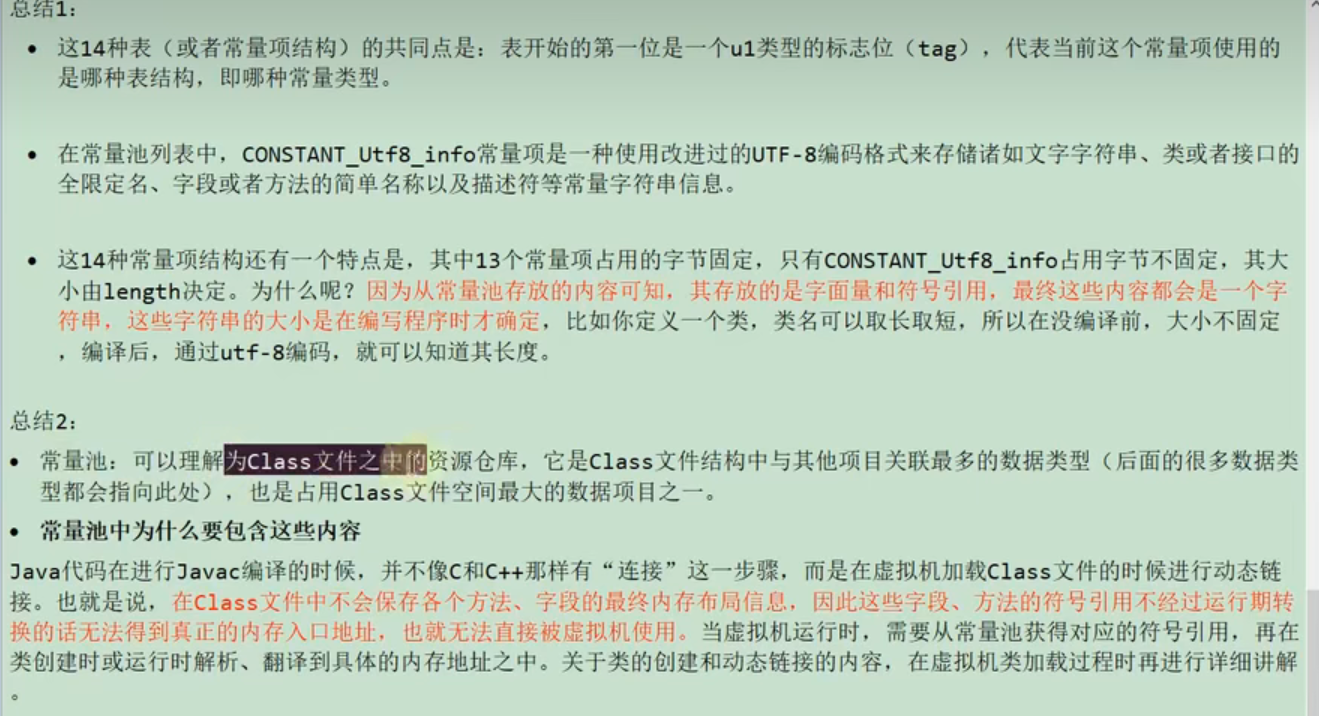 总结1：
• 这14种表（或者常量项结构）的共同点是：表开始的第一位是一个u1类型的标志位（tag），代表当前这个常量项使用的
是哪种表结构，即哪种常量类型。
• 在常量池列表中，CONSTANT_Utf8_info常量项是一种使用改进过的UTF-8编码格式来存储诸如文字字符串、类或者接口的
全限定名、字段或者方法的简单名称以及描述符等常量字符串信息。
• 这14种常量项结构还有一个特点是，其中13个常量项占用的字节固定，只有CONSTANT_Utf8_info占用字节不固定，其大
小由length决定。为什么呢？因为从常量池存放的内容可知，其存放的是字面量和符号引用，最终这些内容都会是一个字
符串，这些字符串的大小是在编写程序时才确定，比如你定义一个类，类名可以取长取短，所以在没编译前，大小不固定
，编译后，通过utf-8编码，就可以知道其长度。
总结2：
• 常量池：可以理解为Class文件之中的资源仓库，它是Class文件结构中与其他项目关联最多的数据类型（后面的很多数据类
型都会指向此处），也是占用Class文件空间最大的数据项目之一。
• 常量池中为什么要包含这些内容
Java代码在进行Javac编译的时候，并不像C和C++那样有“连接”这一步骤，而是在虚拟机加载Class文件的时候进行动态链
接。也就是说，在Class文件中不会保存各个方法、字段的最终内存布局信息，因此这些字段、方法的符号引用不经过运行期转
换的话无法得到真正的内存入口地址，也就无法直接被虚拟机使用。当虚拟机运行时，需要从常量池获得对应的符号引用，再在
类创建时或运行时解析、翻译到具体的内存地址之中。关于类的创建和动态链接的内容，在虚拟机类加载过程时再进行详细讲解
。